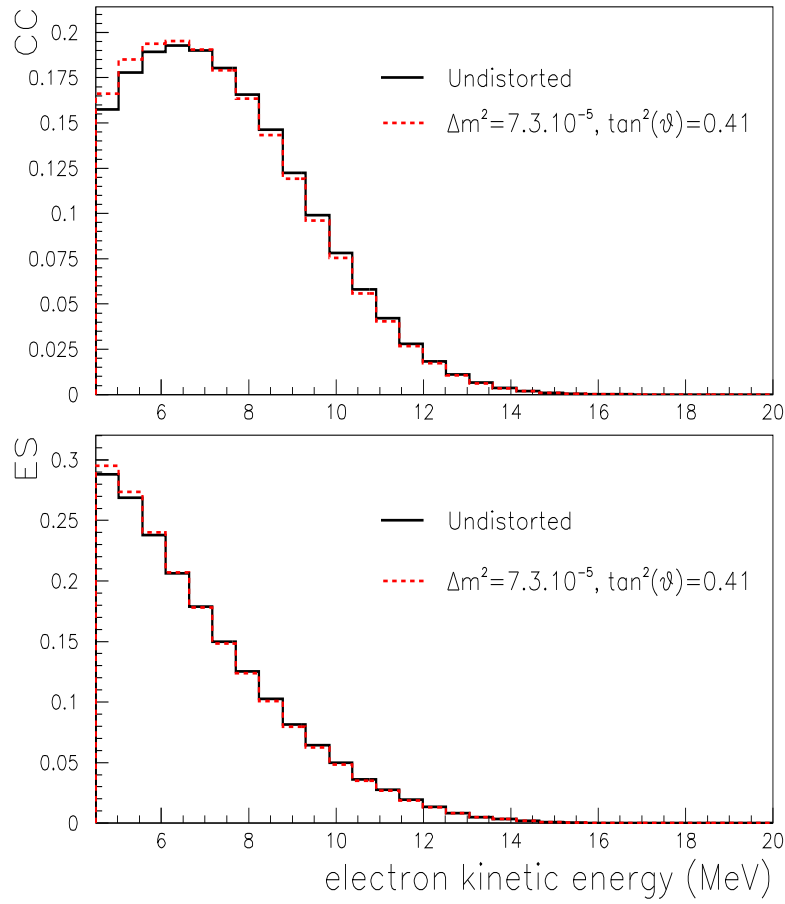 CC
0.2
0.175
0.15
0.125
0.1
0.075
0.05
0.025
0
Undistorted
Δm²=7.3.10⁻⁵, tan²(ϑ)=0.41
6 8 10 12 14 16 18 20
ES
0.3
0.25
0.2
0.15
0.1
0.05
0
Undistorted
Δm²=7.3.10⁻⁵, tan²(ϑ)=0.41
6 8 10 12 14 16 18 20
electron kinetic energy (MeV)